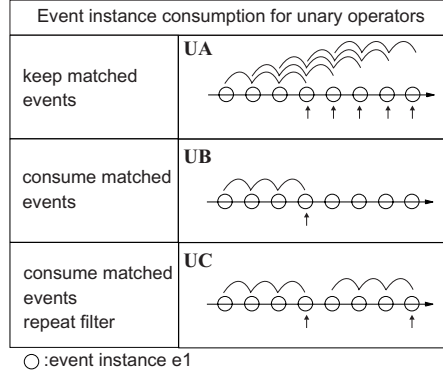 Event instance consumption for unary operators
UA
keep matched
events
UB
consume matched
events
UC
consume matched
events
repeat filter
:event instance e1